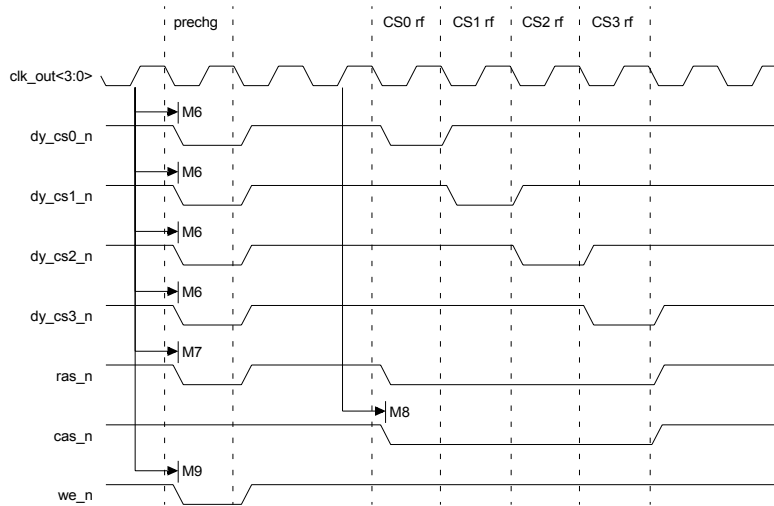 prechg CS0 rf CS1 rf CS2 rf CS3 rf
clk_out<3:0>
M6
dy_cs0_n
M6
dy_cs1_n
M6
dy_cs2_n
M6
dy_cs3_n
M7
ras_n
M8
cas_n
M9
we_n